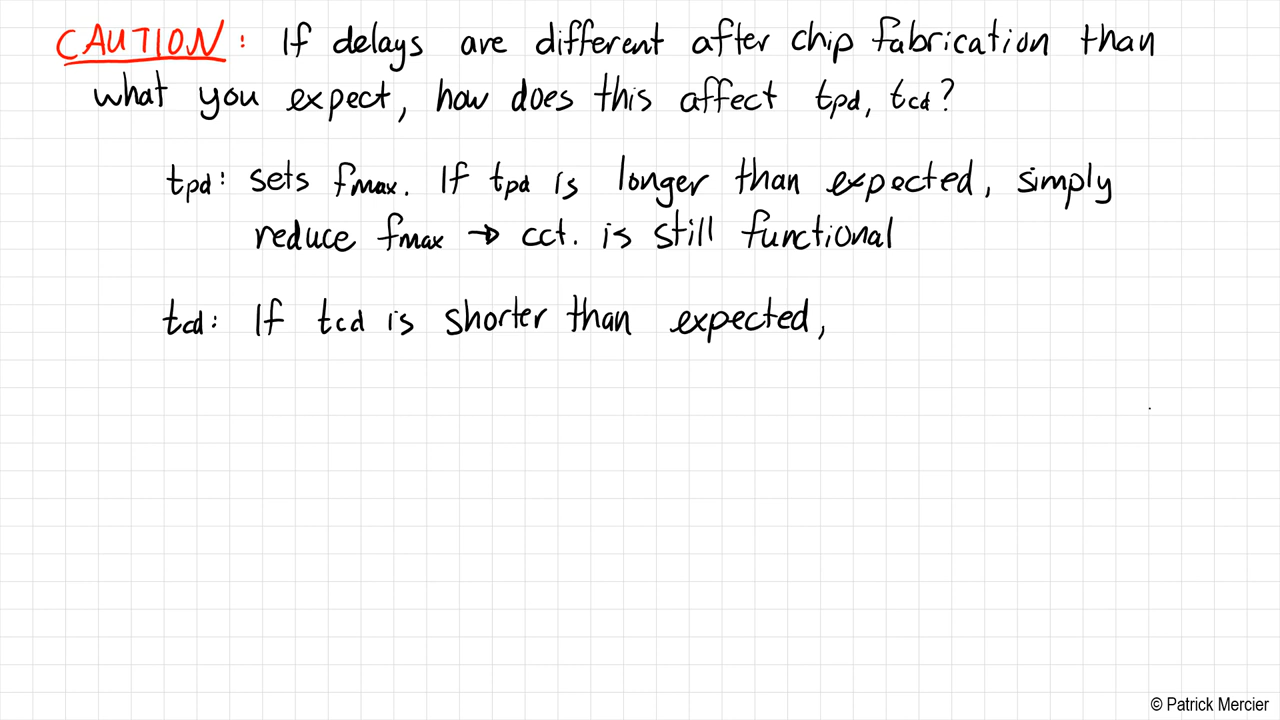 CAUTION: If delays are different after chip fabrication than
what you expect, how does this affect tpd, tcd?
tpd: sets fmax. If tpd is longer than expected, simply
reduce fmax → cct. is still functional
tcd: If tcd is shorter than expected,
© Patrick Mercier